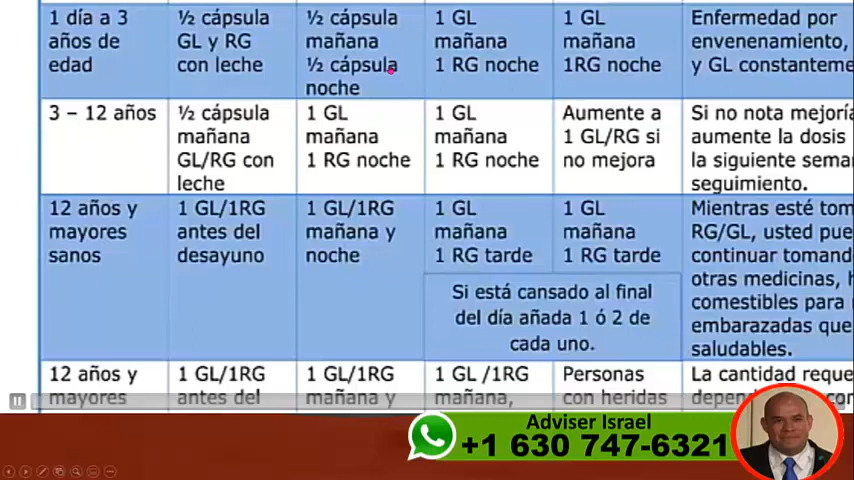 1 día a 3
años de
edad
½ cápsula
GL y RG
con leche
½ cápsula
mañana
½ cápsula
noche
1 GL
mañana
1 RG noche
1 GL
mañana
1RG noche
Enfermedad por
envenenamiento,
y GL constanteme
3 – 12 años
½ cápsula
mañana
GL/RG con
leche
1 GL
mañana
1 RG noche
1 GL
mañana
1 RG noche
Aumente a
1 GL/RG si
no mejora
Si no nota mejoría
aumente la dosis
la siguiente seman
seguimiento.
12 años y
mayores
sanos
1 GL/1RG
antes del
desayuno
1 GL/1RG
mañana y
noche
1 GL
mañana
1 RG tarde
1 GL
mañana
1 RG tarde
Si está cansado al final
del día añada 1 ó 2 de
cada uno.
Mientras esté tom
RG/GL, usted pue
continuar tomand
otras medicinas, h
comestibles para
embarazadas que
saludables.
12 años y
mayores
1 GL/1RG
antes del
1 GL/1RG
mañana y
1 GL /1RG
mañana,
Personas
con heridas
La cantidad reque
Adviser Israel
+1 630 747-6321